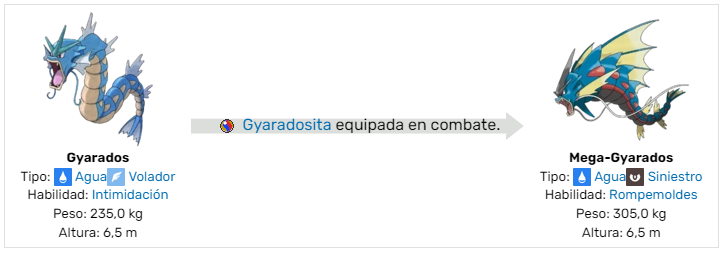 Gyaradosita equipada en combate.
Gyarados
Tipo: Agua Volador
Habilidad: Intimidación
Peso: 235,0 kg
Altura: 6,5 m
Mega-Gyarados
Tipo: Agua Siniestro
Habilidad: Rompemoldes
Peso: 305,0 kg
Altura: 6,5 m